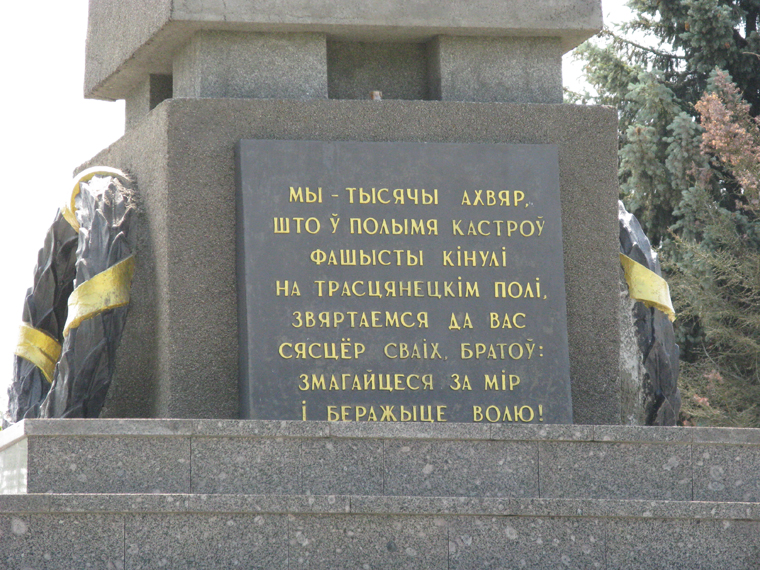 МЫ - ТЫСЯЧЫ АХВЯР,
ШТО Ў ПОЛЫМЯ КАСТРОЎ
ФАШЫСТЫ КІНУЛІ
НА ТРАСЦЯНЕЦКІМ ПОЛІ,
ЗВЯРТАЕМСЯ ДА ВАС
СЯСЦЁР СВАІХ, БРАТОЎ:
ЗМАГАЙЦЕСЯ ЗА МІР
І БЕРАЖЫЦЕ ВОЛЮ!